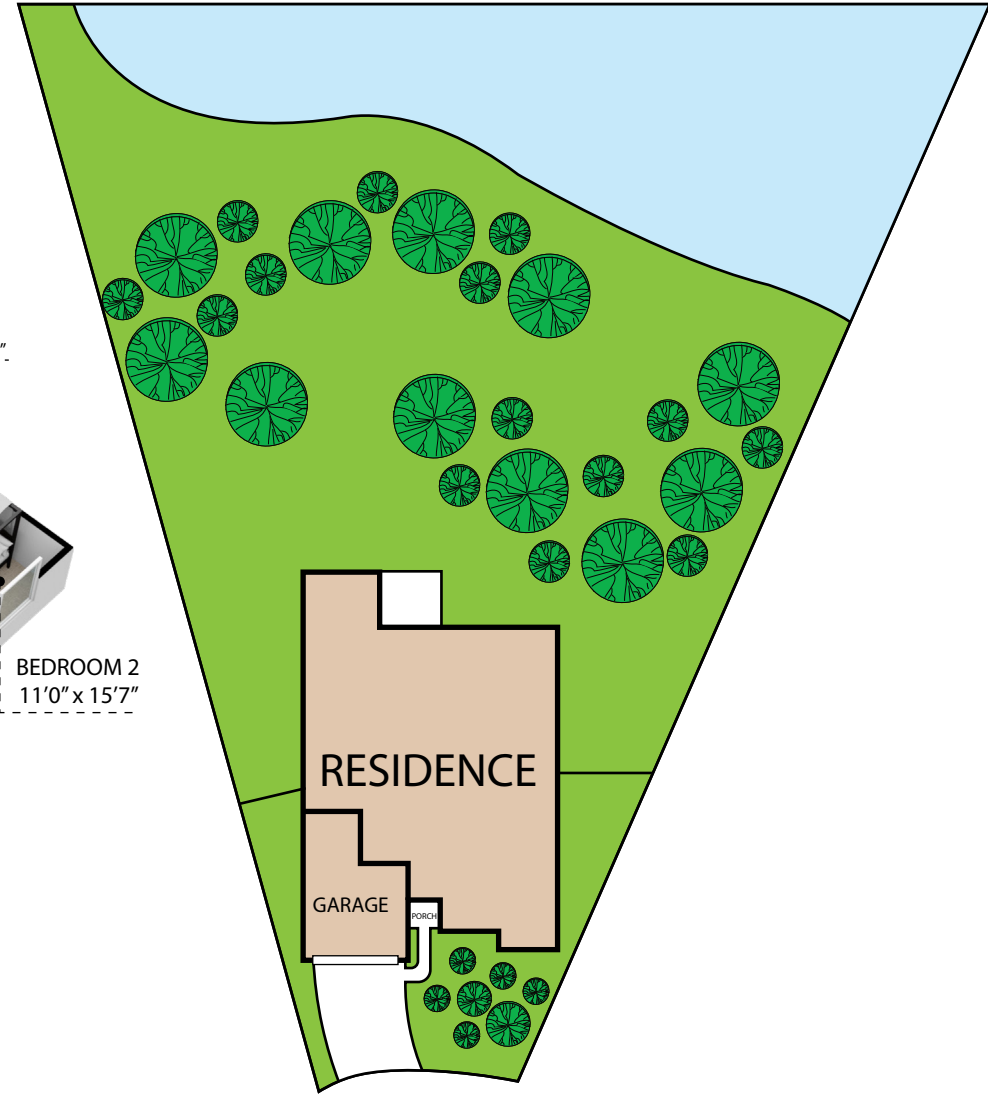 ”
BEDROOM 2
11’0” x 15’7”
RESIDENCE
GARAGE
PORCH